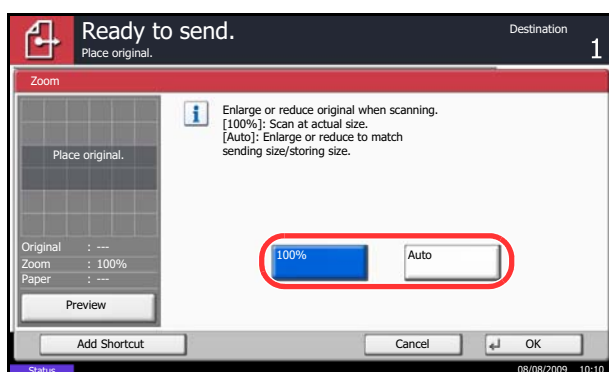 Ready to send.
Destination
Place original.
1
Zoom
Enlarge or reduce original when scanning.
[100%]: Scan at actual size.
[Auto]: Enlarge or reduce to match
sending size/storing size.
Place original.
Original : ---
Zoom : 100%
Paper : ---
100%
Auto
Preview
Add Shortcut
Cancel
OK
Status
08/08/2009 10:10